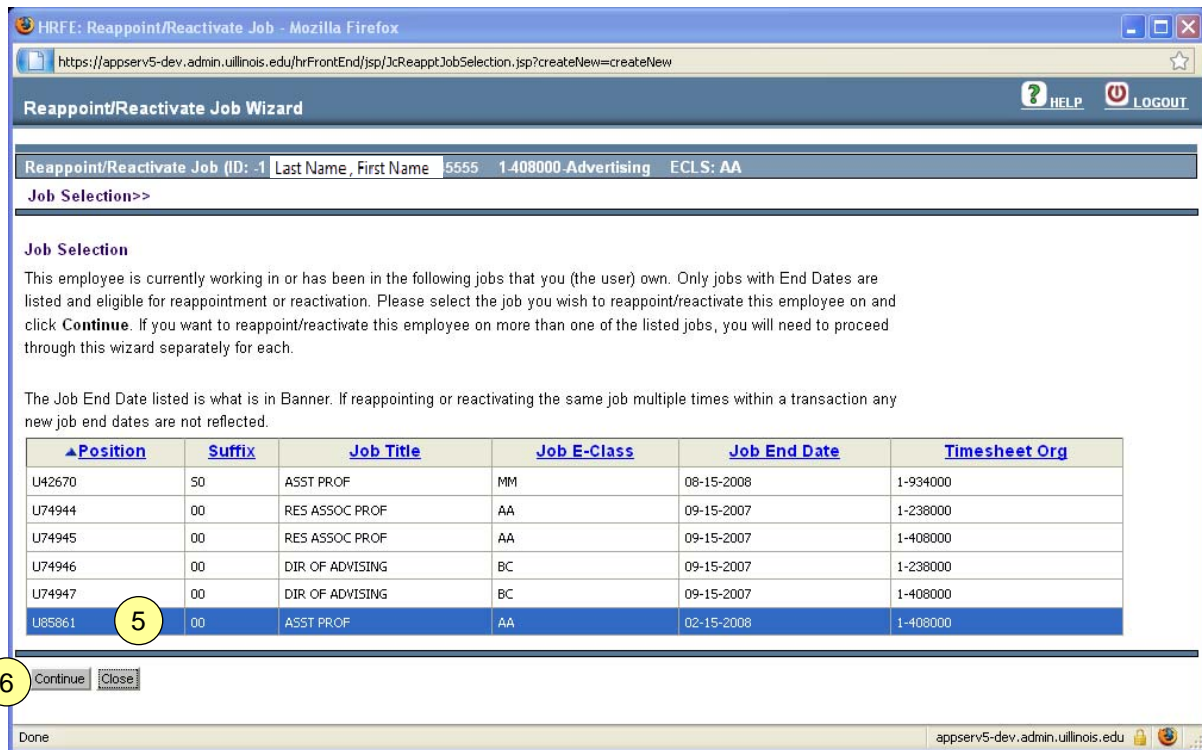 HRFE: Reappoint/Reactivate Job - Mozilla Firefox
https://appserv5-dev.admin.uillinois.edu/hrFrontEnd/jsp/JcReapptJobSelection.jsp?createNew=createNew
Reappoint/Reactivate Job Wizard ? HELP LOGOUT
Reappoint/Reactivate Job (ID: -1 Last Name, First Name 5555 1-408000-Advertising ECLS: AA
Job Selection>>
Job Selection
This employee is currently working in or has been in the following jobs that you (the user) own. Only jobs with End Dates are
listed and eligible for reappointment or reactivation. Please select the job you wish to reappoint/reactivate this employee on and
click Continue. If you want to reappoint/reactivate this employee on more than one of the listed jobs, you will need to proceed
through this wizard separately for each.
The Job End Date listed is what is in Banner. If reappointing or reactivating the same job multiple times within a transaction any
new job end dates are not reflected.
▲Position Suffix Job Title Job E-Class Job End Date Timesheet Org
U42670 S0 ASST PROF MM 08-15-2008 1-934000
U74944 00 RES ASSOC PROF AA 09-15-2007 1-238000
U74945 00 RES ASSOC PROF AA 09-15-2007 1-408000
U74946 00 DIR OF ADVISING BC 09-15-2007 1-238000
U74947 00 DIR OF ADVISING BC 09-15-2007 1-408000
U85861 5 00 ASST PROF AA 02-15-2008 1-408000
6 Continue Close
Done appserv5-dev.admin.uillinois.edu